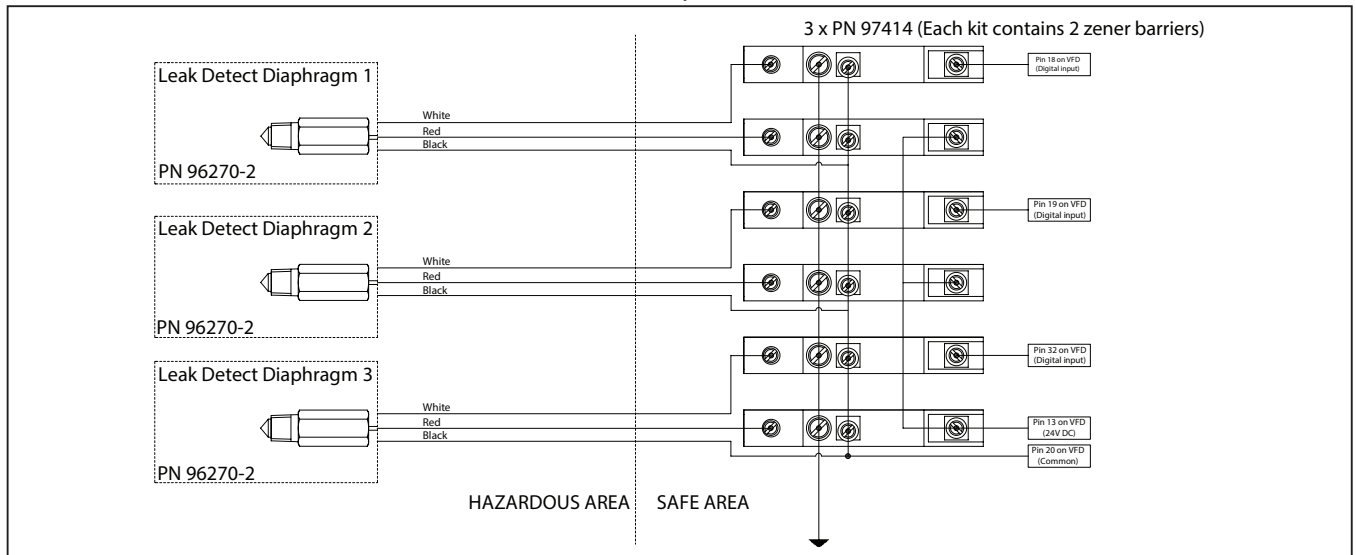 3 x PN 97414 (Each kit contains 2 zener barriers)
Leak Detect Diaphragm 1
White
Red
Black
PN 96270-2
Pin 18 on VFD
(Digital input)
Leak Detect Diaphragm 2
White
Red
Black
PN 96270-2
Pin 19 on VFD
(Digital input)
Leak Detect Diaphragm 3
White
Red
Black
PN 96270-2
Pin 32 on VFD
(Digital input)
Pin 13 on VFD
(24V DC)
Pin 20 on VFD
(Common)
HAZARDOUS AREA
SAFE AREA